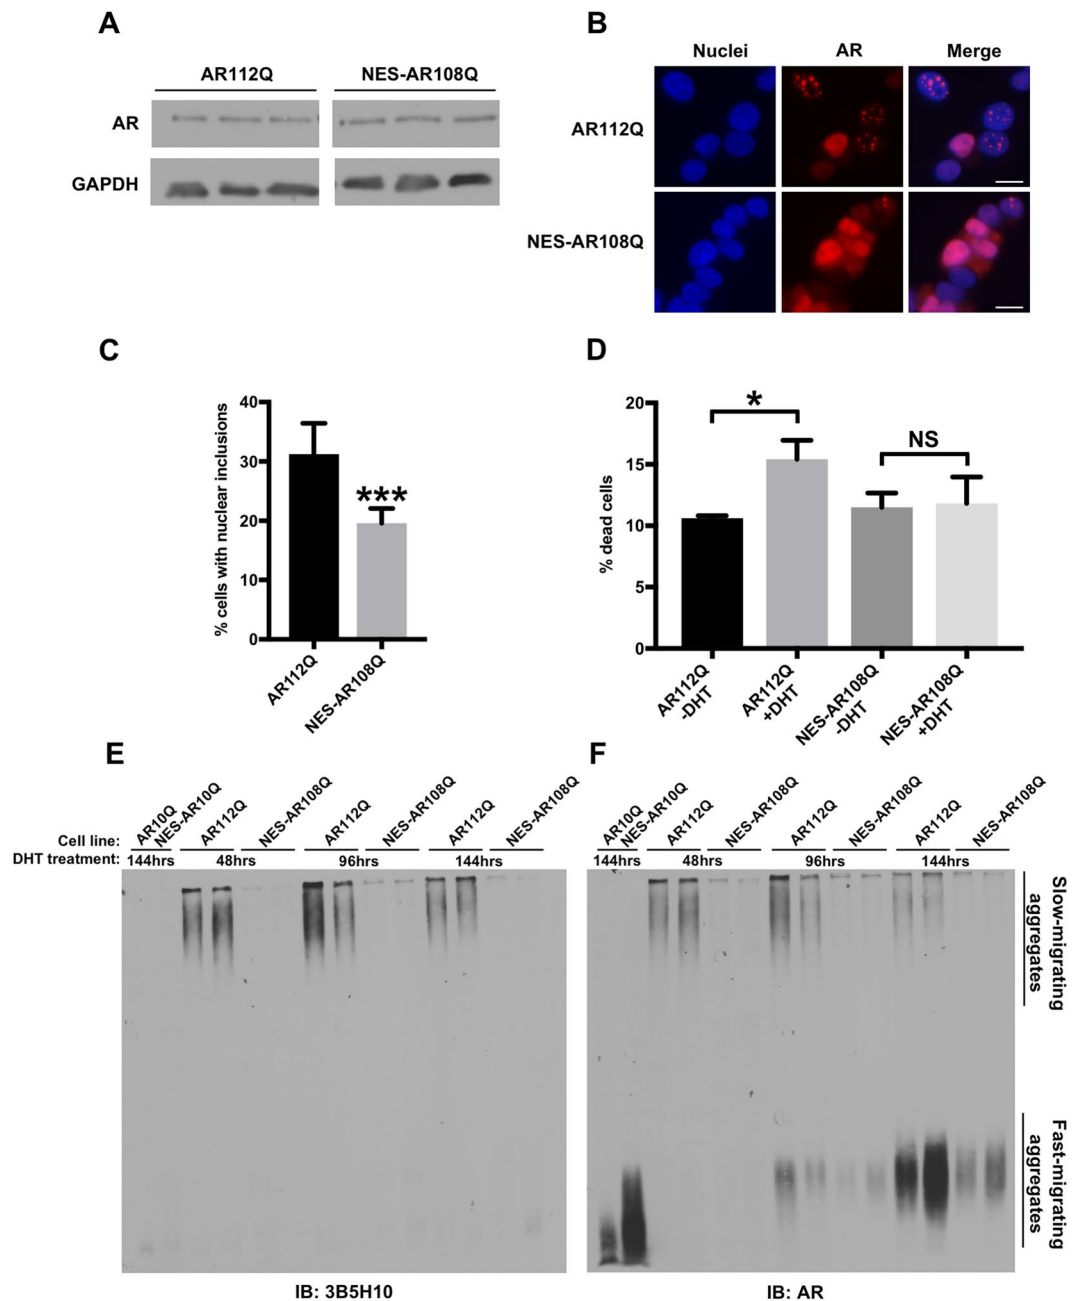 A
AR112Q
NES-AR108Q
AR
GAPDH
B
Nuclei
AR
Merge
AR112Q
NES-AR108Q
C
% cells with nuclear inclusions
40
30
20
10
0
***
AR112Q
NES-AR108Q
D
% dead cells
20
15
10
5
0
*
NS
AR112Q
-DHT
AR112Q
+DHT
NES-AR108Q
-DHT
NES-AR108Q
+DHT
E
Cell line:
AR10Q
NES-AR10Q
AR112Q
NES-AR108Q
AR112Q
NES-AR108Q
AR112Q
NES-AR108Q
DHT treatment:
144hrs
48hrs
96hrs
144hrs
IB: 3B5H10
F
AR10Q
NES-AR10Q
AR112Q
NES-AR108Q
AR112Q
NES-AR108Q
AR112Q
NES-AR108Q
144hrs
48hrs
96hrs
144hrs
Slow-migrating
aggregates
Fast-migrating
aggregates
IB: AR